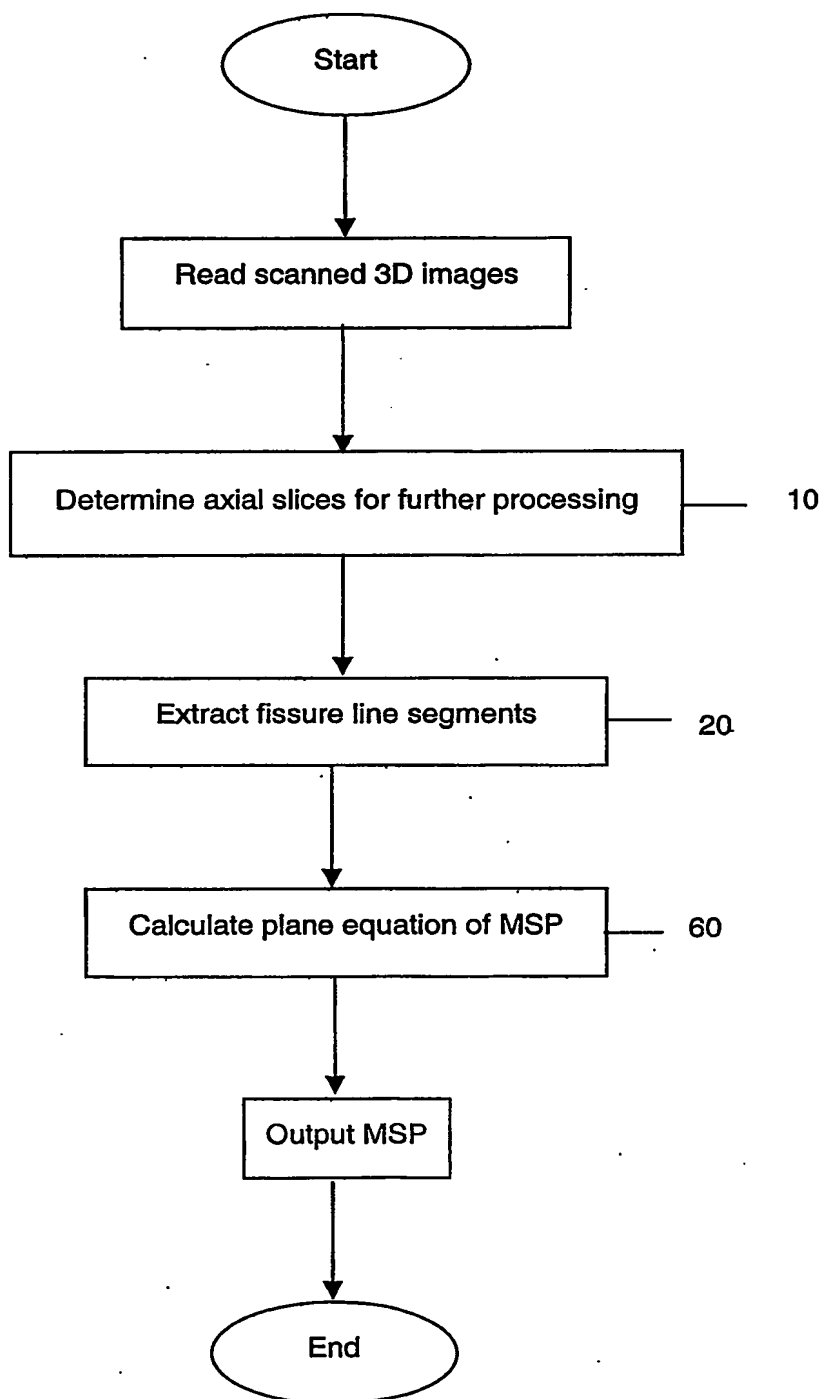 Start
Read scanned 3D images
Determine axial slices for further processing
10
Extract fissure line segments
20
Calculate plane equation of MSP
60
Output MSP
End